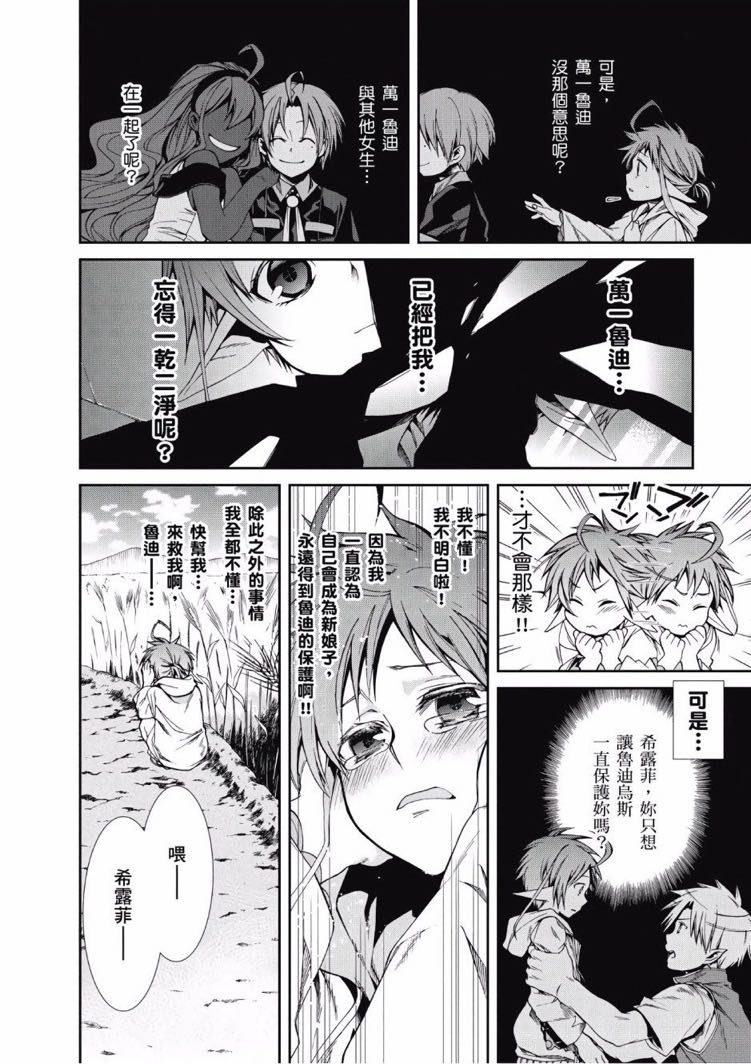 可是，
萬一魯迪
沒那個意思呢？
萬一魯迪
與其他女生…
在一起了呢？
萬一魯迪…
已經把我…
忘得一乾二淨呢？
ブンッ
ブンッ
…才不會那樣!!
可是…
希露菲，妳只想
讓魯迪烏斯
一直保護妳嗎？
我不懂！
我不明白啦！
因為我
一直認為
自己會成為新娘子，
永遠得到魯迪的保護啊!!
除此之外的事情
我全都不懂…
快幫我…
來救我啊，
魯迪——…
喂——
希露菲——